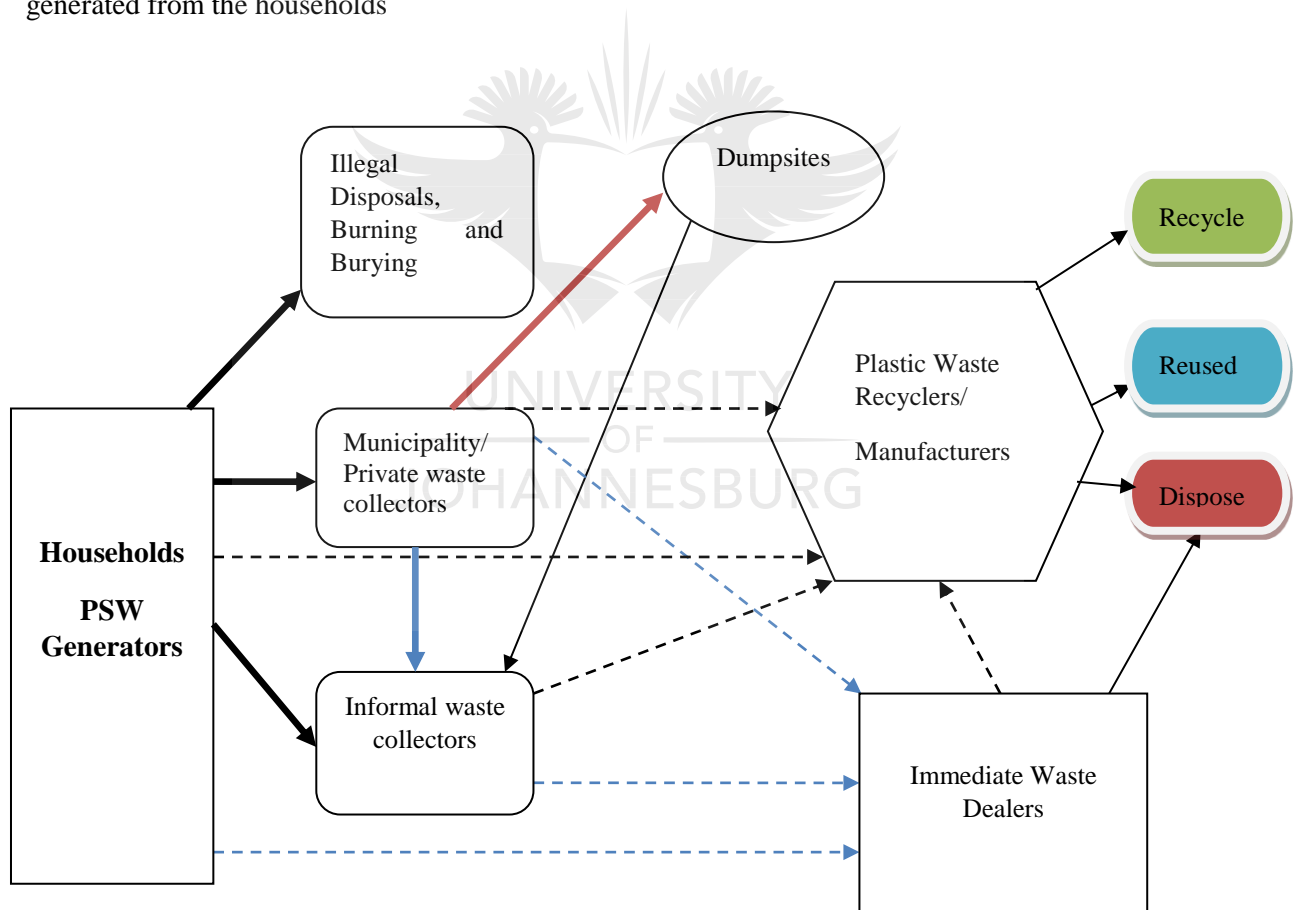 generated from the households
Illegal
Disposals,
Burning and
Burying
Dumpsites
Recycle
Plastic Waste
Recyclers/
Manufacturers
Reused
UNIVERSITY
OF
JOHANNESBURG
Municipality/
Private waste
collectors
Dispose
Households
PSW
Generators
Informal waste
collectors
Immediate Waste
Dealers